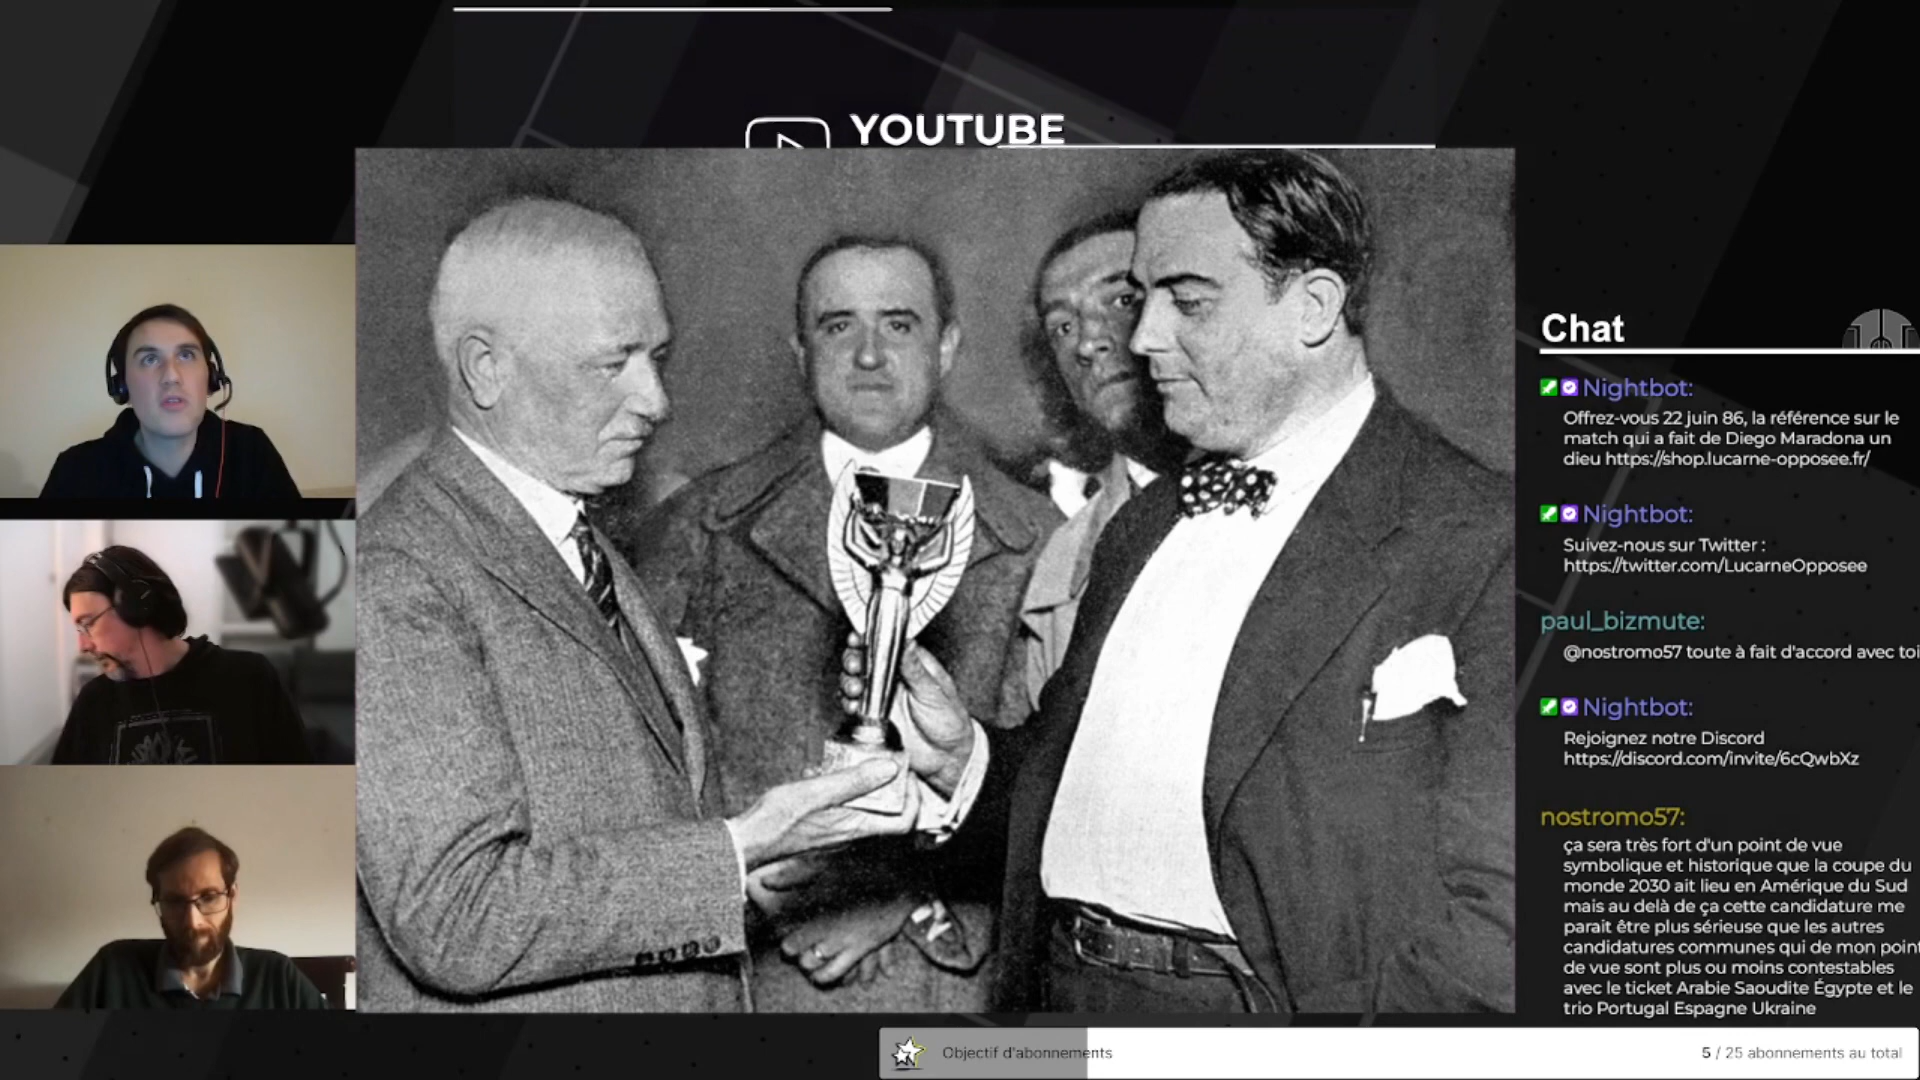 YOUTUBE
Chat
Nightbot:
Offrez-vous 22 juin 86, la référence sur le
match qui a fait de Diego Maradona un
dieu https://shop.lucarne-opposee.fr/
Nightbot:
Suivez-nous sur Twitter :
https://twitter.com/LucarneOpposee
paul_bizmute:
@nostromo57 toute à fait d'accord avec toi
Nightbot:
Rejoignez notre Discord
https://discord.com/invite/6cQwbXz
nostromo57:
ça sera très fort d'un point de vue
symbolique et historique que la coupe du
monde 2030 ait lieu en Amérique du Sud
mais au delà de ça cette candidature me
parait être plus sérieuse que les autres
candidatures communes qui de mon point
de vue sont plus ou moins contestables
avec le ticket Arabie Saoudite Égypte et le
trio Portugal Espagne Ukraine
Objectif d'abonnements
5 / 25 abonnements au total